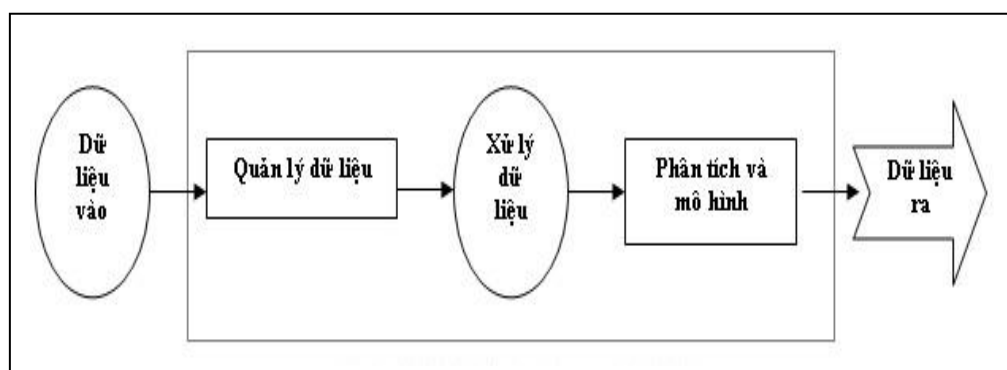 Dữ
liệu
vào
Quản lý dữ liệu
Xử lý
dữ
liệu
Phân tích và
mô hình
Dữ liệu
ra